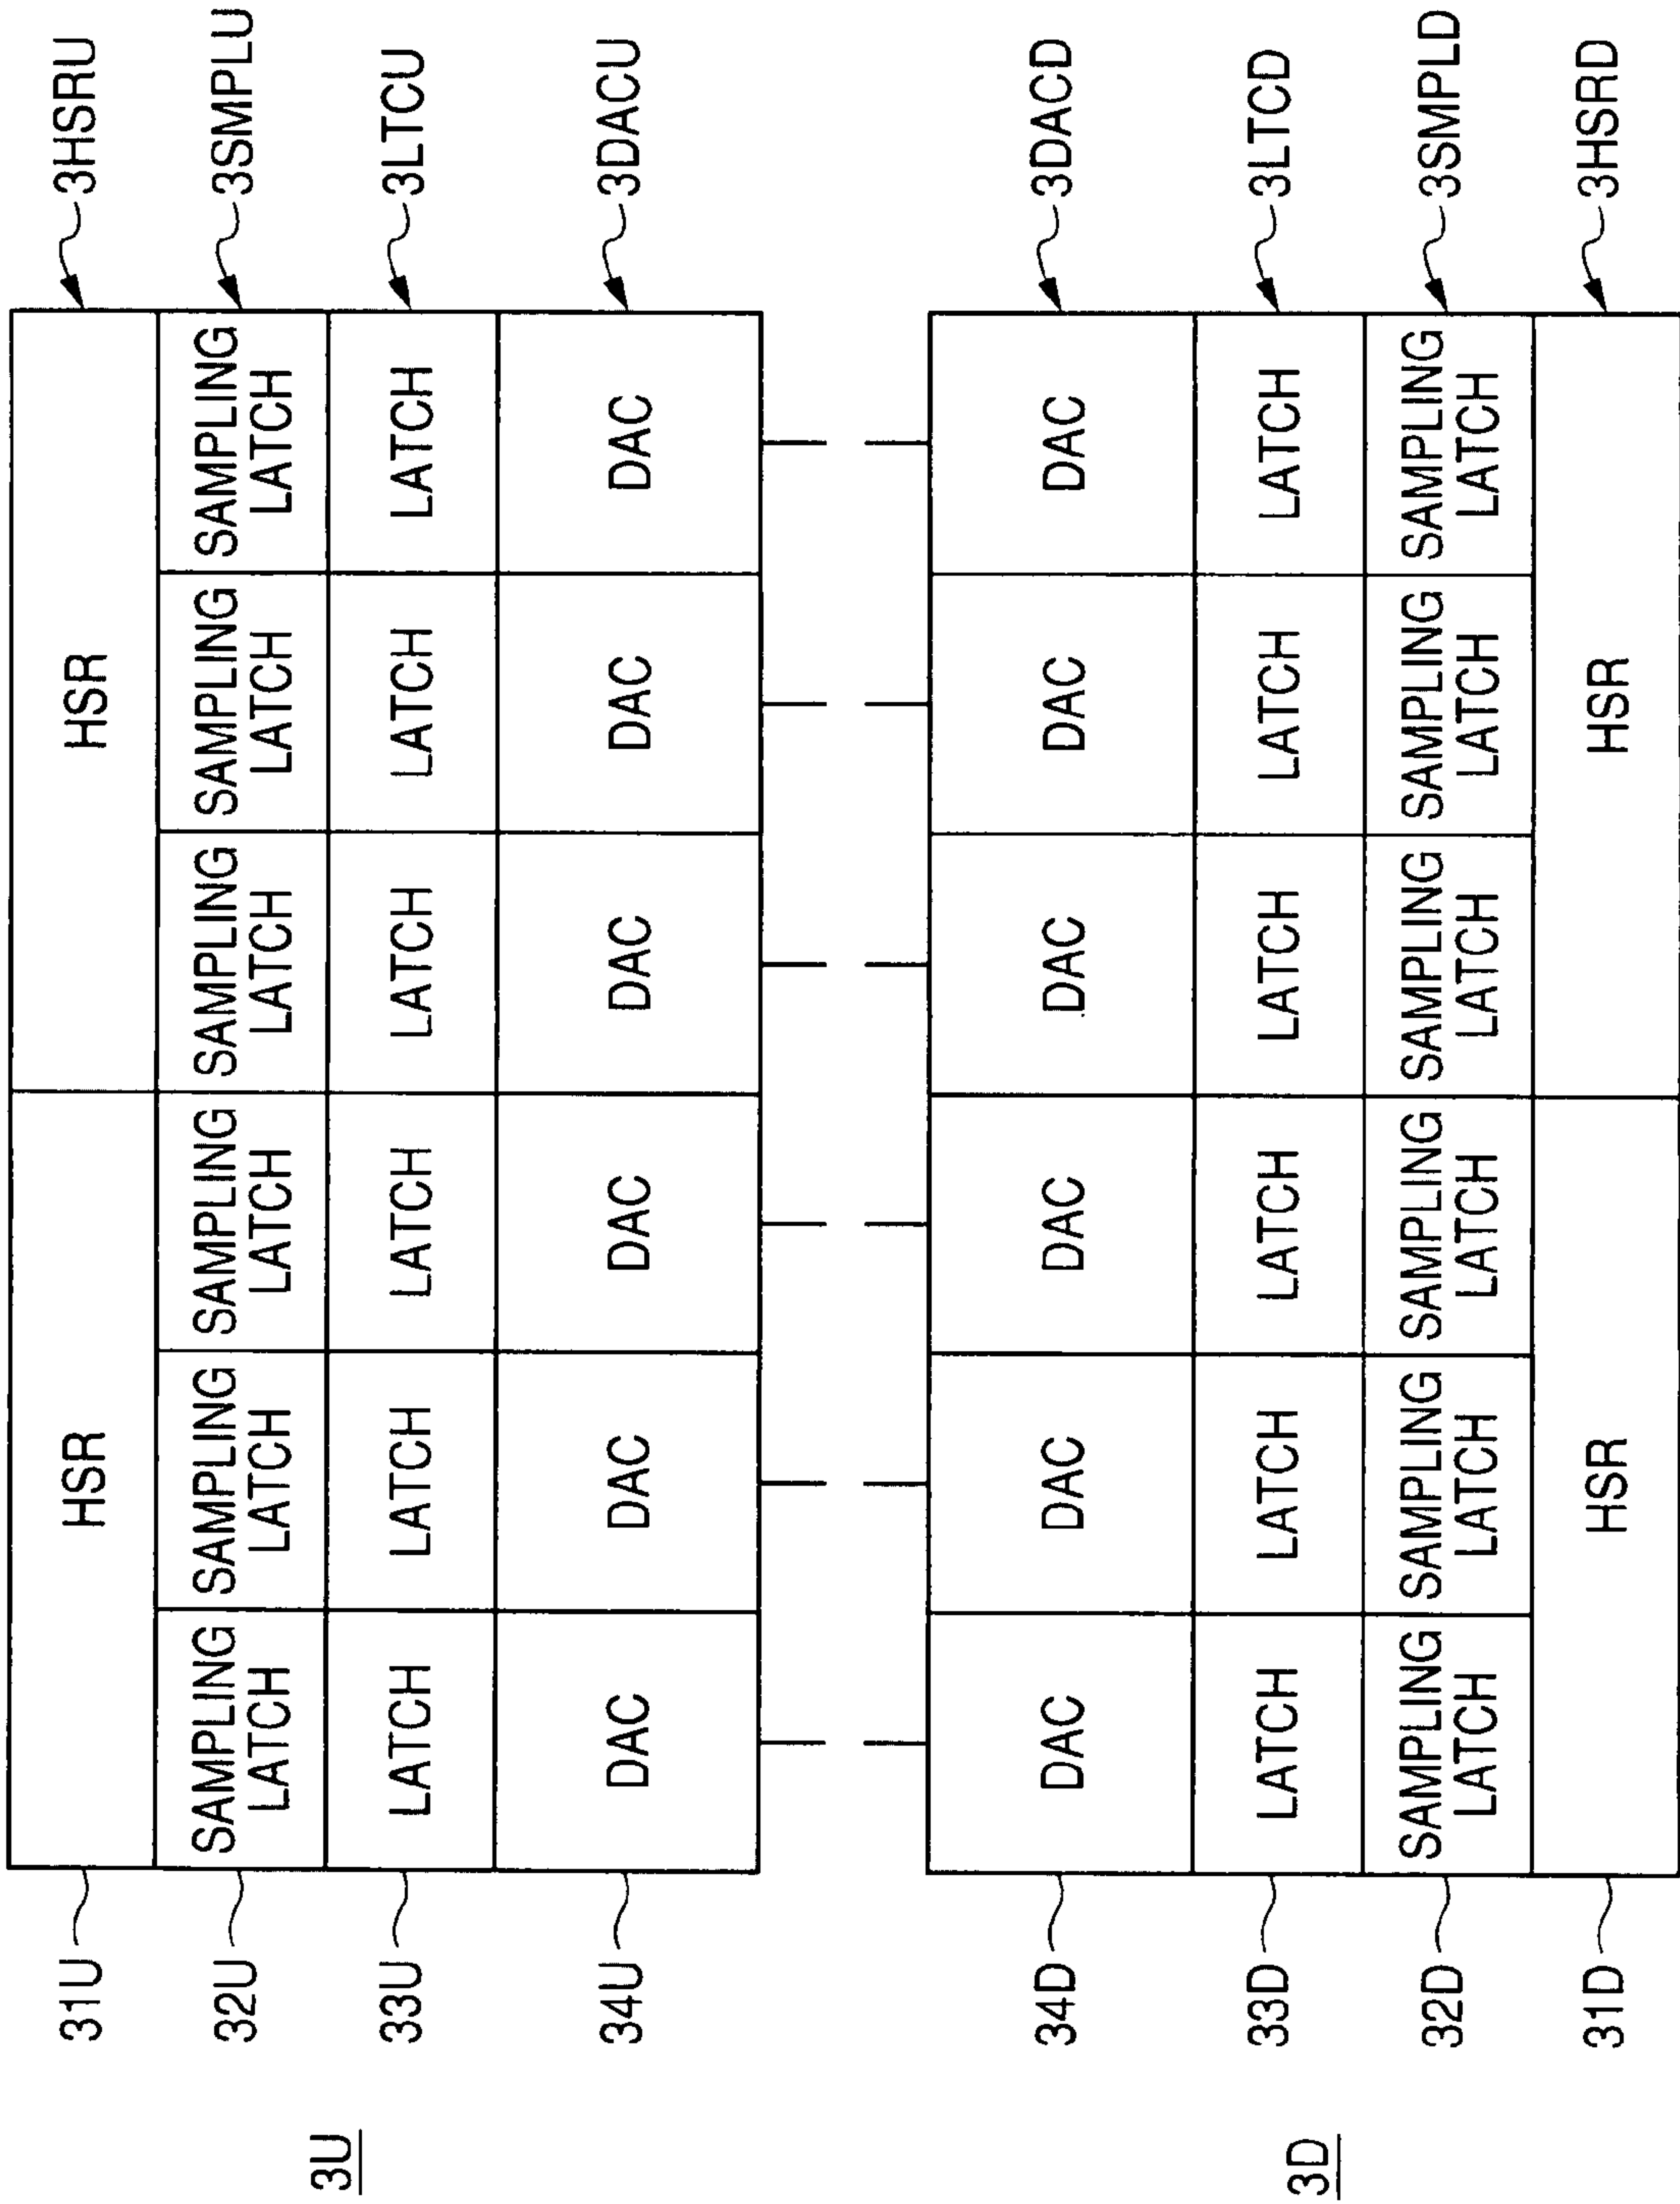 31U HSR HSR 3HSRU
32U SAMPLING SAMPLING SAMPLING SAMPLING SAMPLING SAMPLING 3SMPLU
LATCH LATCH LATCH LATCH LATCH LATCH
3U
33U LATCH LATCH LATCH LATCH LATCH LATCH 3LTCU
34U DAC DAC DAC DAC DAC DAC 3DACU
34D DAC DAC DAC DAC DAC DAC 3DACD
33D LATCH LATCH LATCH LATCH LATCH LATCH 3LTCD
3D
32D SAMPLING SAMPLING SAMPLING SAMPLING SAMPLING SAMPLING 3SMPLD
LATCH LATCH LATCH LATCH LATCH LATCH
31D HSR HSR 3HSRD